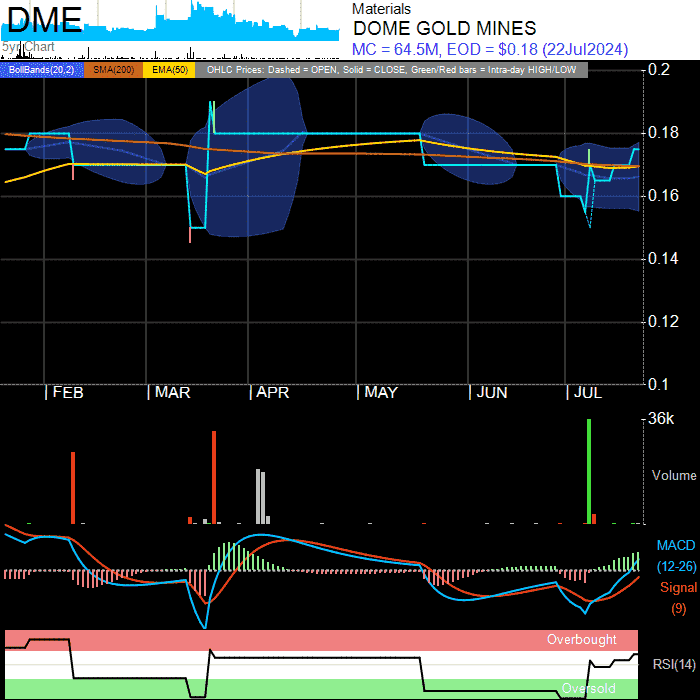 DME
5yr Chart
Materials
DOME GOLD MINES
MC = 64.5M, EOD = $0.18 (22Jul2024)
BollBands(20,2) SMA(200) EMA(50) OHLC Prices: Dashed = OPEN, Solid = CLOSE, Green/Red bars = Intra-day HIGH/LOW
0.2
0.18
0.16
0.14
0.12
0.1
FEB MAR APR MAY JUN JUL
36k
Volume
MACD
(12-26)
Signal
(9)
Overbought
RSI(14)
Oversold